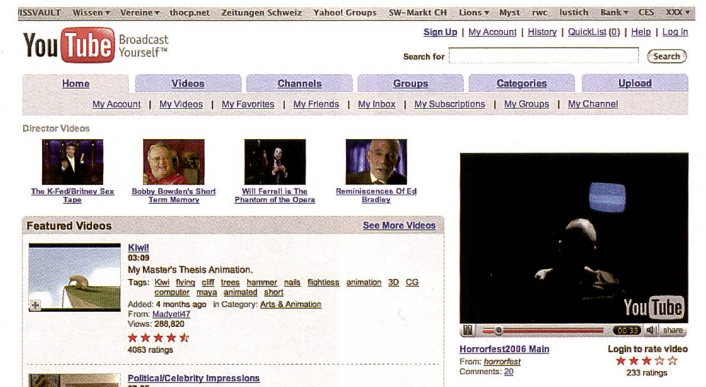 ISSVAULT Wissen ▾ Vereine ▾ thocp.net Zeitungen Schweiz Yahoo! Groups SW-Markt CH Lions ▾ Myst rwc lustich Bank ▾ CES XXX ▾
YouTube Broadcast Yourself™
Sign Up | My Account | History | QuickList (0) | Help | Log In
Search for Search
Home Videos Channels Groups Categories Upload
My Account | My Videos | My Favorites | My Friends | My Inbox | My Subscriptions | My Groups | My Channel
Director Videos
The K-Fed/Britney Sex Tape
Bobby Bowden's Short Term Memory
Will Ferrell is The Phantom of the Opera
Reminiscences Of Ed Bradley
Featured Videos See More Videos
Kiwi!
03:09
My Master's Thesis Animation.
Tags: Kiwi flying cliff trees hammer nails flightless animation 3D CG
computer maya animated short
Added: 4 months ago in Category: Arts & Animation
From: Madyeti47
Views: 288,820
4063 ratings
Political/Celebrity Impressions
YouTube
00:33 share
Horrorfest2006 Main Login to rate video
From: horrorfest
Comments: 20 233 ratings